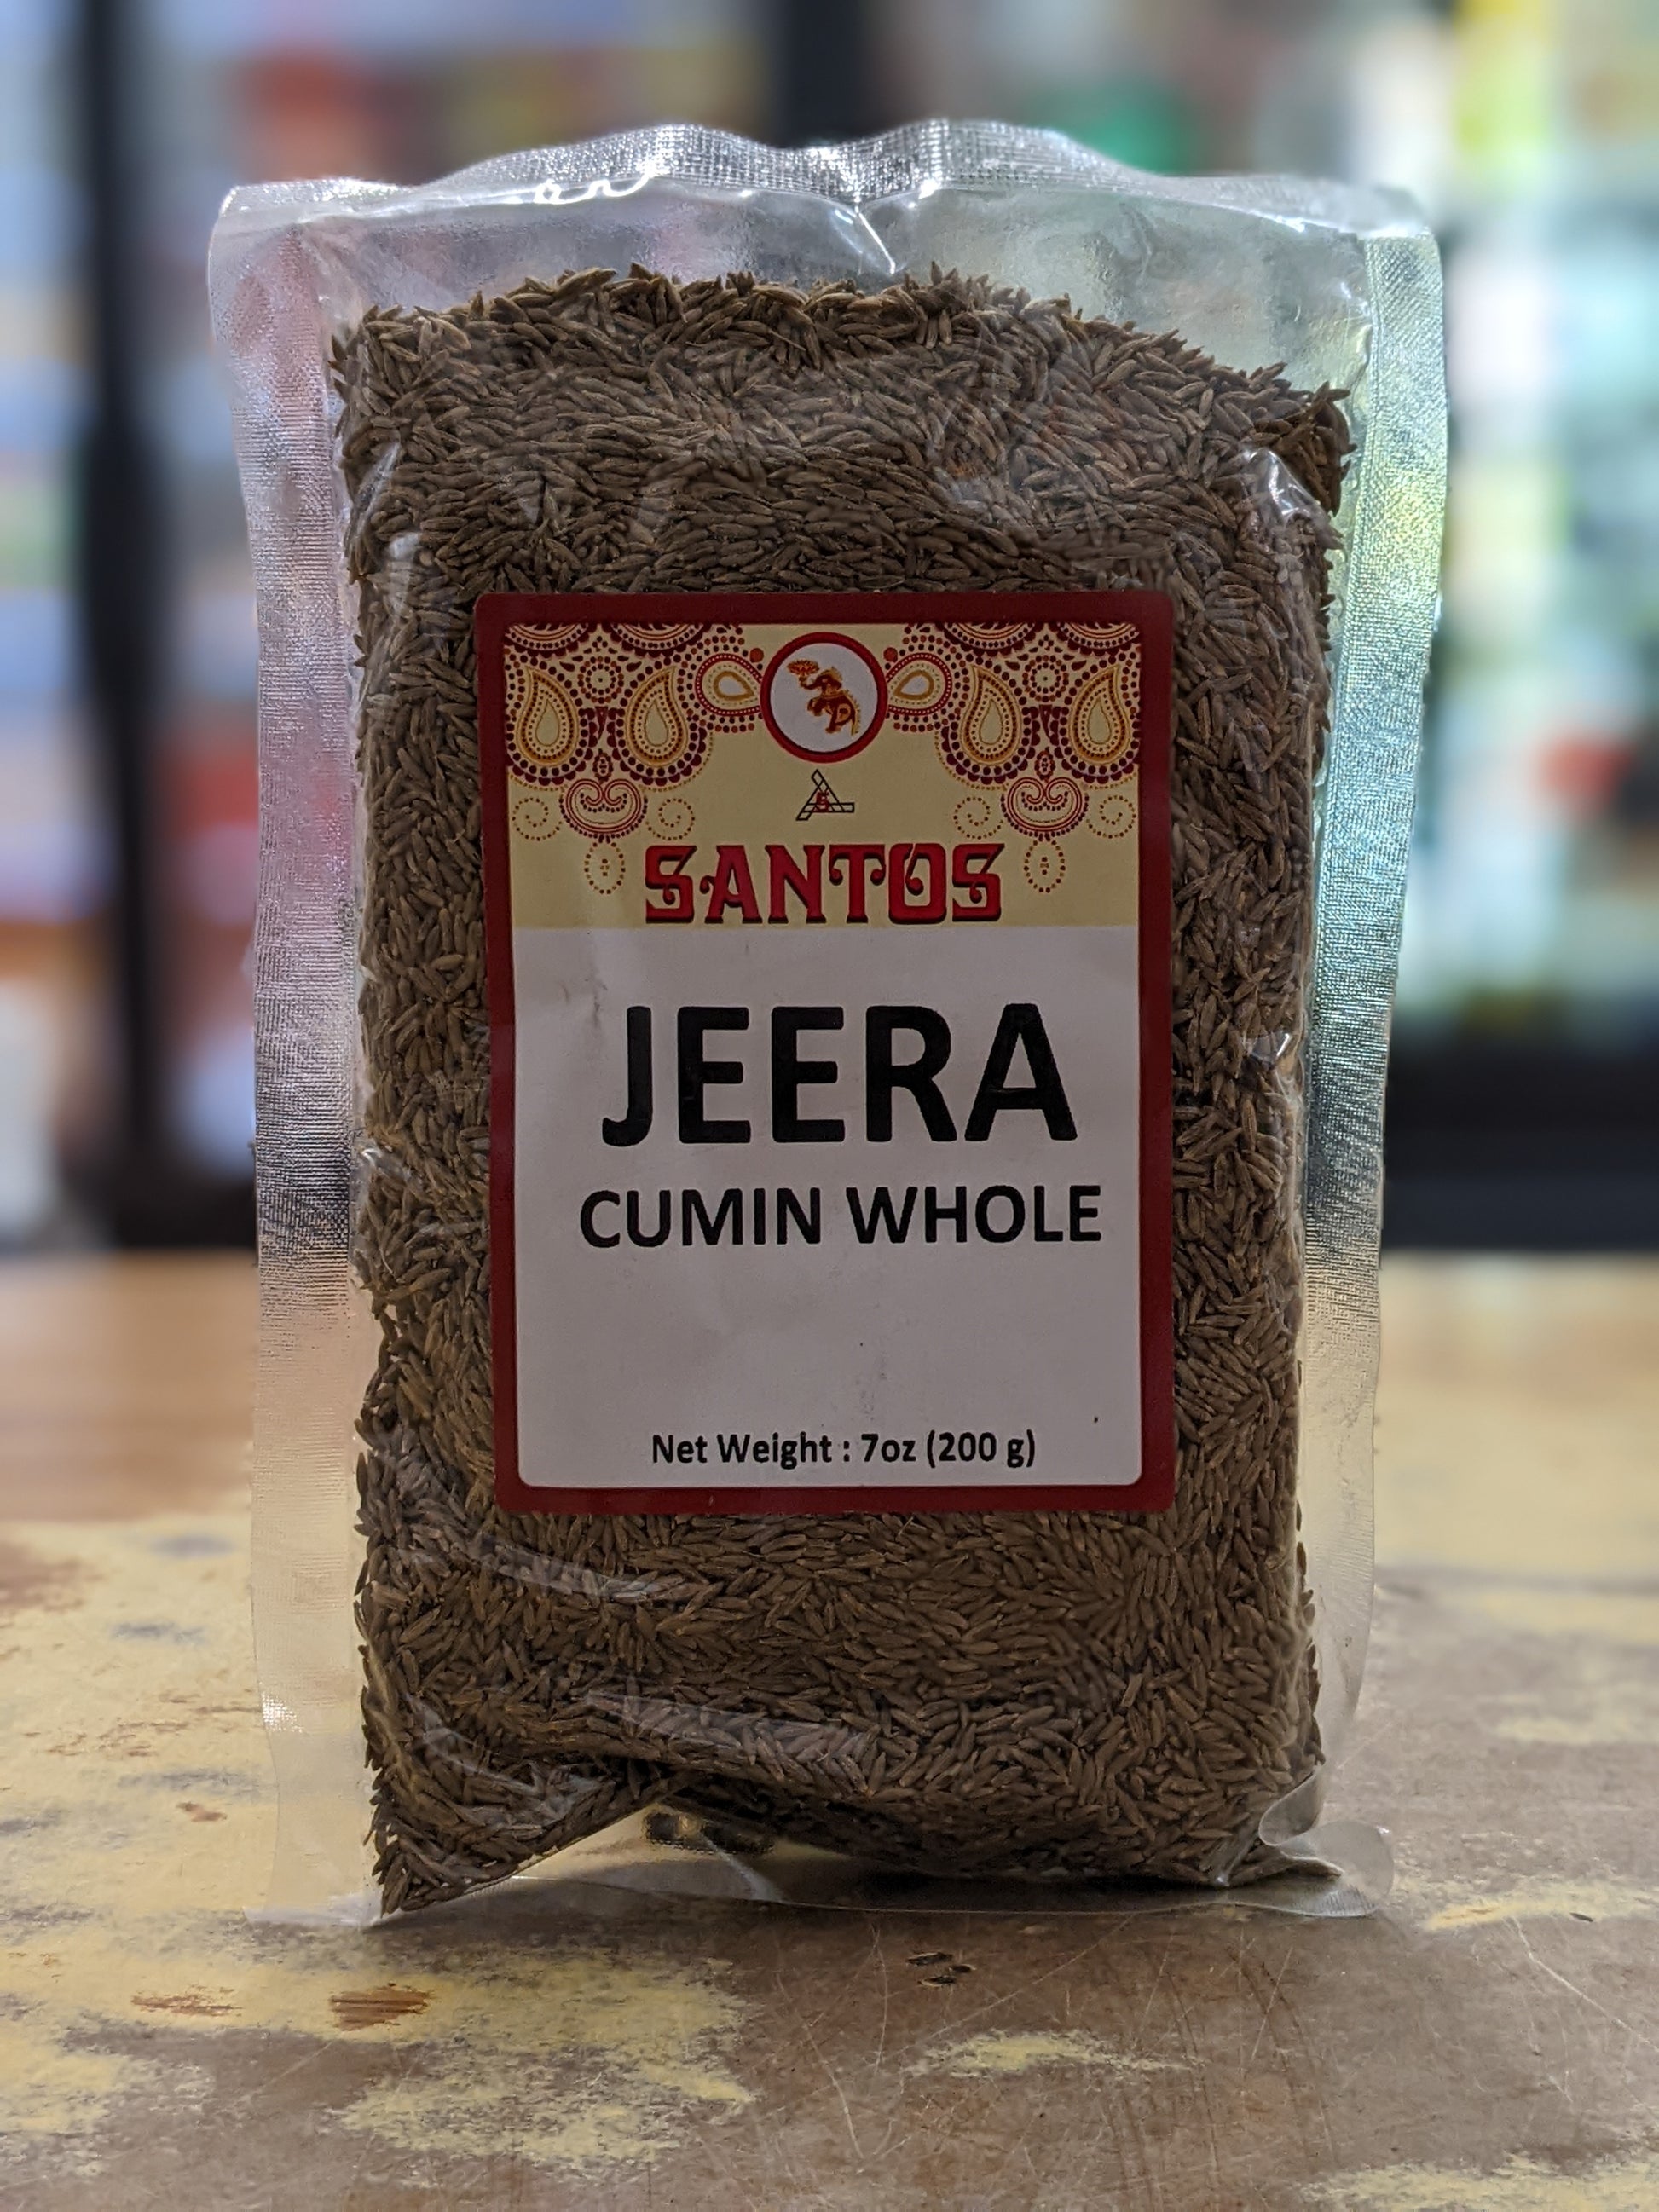 SANTOS
JEERA
CUMIN WHOLE
Net Weight : 7oz (200 g)